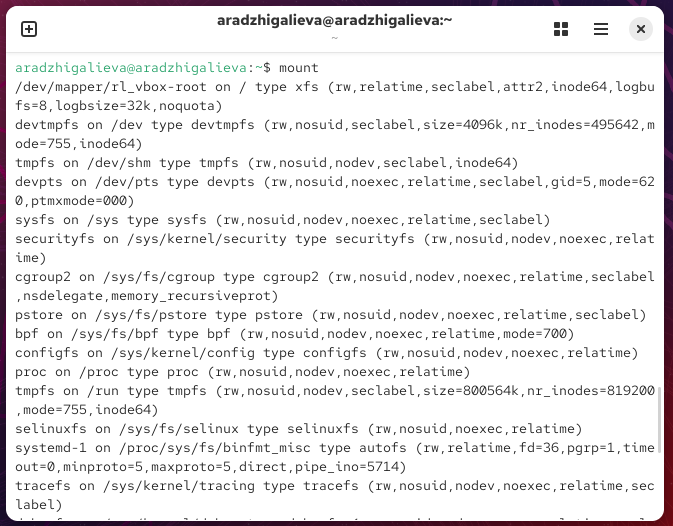 aradzhigalieva@aradzhigalieva:~
~
aradzhigalieva@aradzhigalieva:~$ mount
/dev/mapper/rl_vbox-root on / type xfs (rw,relatime,seclabel,attr2,inode64,logbu
fs=8,logbsize=32k,noquota)
devtmpfs on /dev type devtmpfs (rw,nosuid,seclabel,size=4096k,nr_inodes=495642,m
ode=755,inode64)
tmpfs on /dev/shm type tmpfs (rw,nosuid,nodev,seclabel,inode64)
devpts on /dev/pts type devpts (rw,nosuid,noexec,relatime,seclabel,gid=5,mode=62
0,ptmxmode=000)
sysfs on /sys type sysfs (rw,nosuid,nodev,noexec,relatime,seclabel)
securityfs on /sys/kernel/security type securityfs (rw,nosuid,nodev,noexec,relat
ime)
cgroup2 on /sys/fs/cgroup type cgroup2 (rw,nosuid,nodev,noexec,relatime,seclabel
,nsdelegate,memory_recursiveprot)
pstore on /sys/fs/pstore type pstore (rw,nosuid,nodev,noexec,relatime,seclabel)
bpf on /sys/fs/bpf type bpf (rw,nosuid,nodev,noexec,relatime,mode=700)
configfs on /sys/kernel/config type configfs (rw,nosuid,nodev,noexec,relatime)
proc on /proc type proc (rw,nosuid,nodev,noexec,relatime)
tmpfs on /run type tmpfs (rw,nosuid,nodev,seclabel,size=800564k,nr_inodes=819200
,mode=755,inode64)
selinuxfs on /sys/fs/selinux type selinuxfs (rw,nosuid,noexec,relatime)
systemd-1 on /proc/sys/fs/binfmt_misc type autofs (rw,relatime,fd=36,pgrp=1,time
out=0,minproto=5,maxproto=5,direct,pipe_ino=5714)
tracefs on /sys/kernel/tracing type tracefs (rw,nosuid,nodev,noexec,relatime,sec
label)